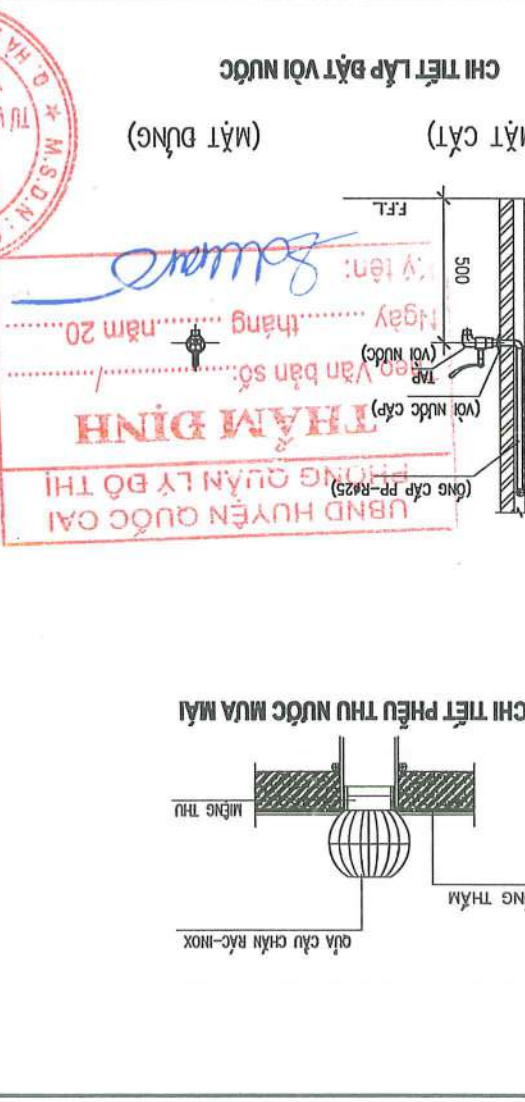 QUẢ CẦU CHẮN RÁC-INOX
NG THẤM
MIỆNG THU
CHI TIẾT PHỄU THU NƯỚC MƯA MÁI
UBND HUYỆN QUỐC OAI
PHÒNG QUẢN LÝ ĐÔ THỊ
THẨM ĐỊNH
Theo Văn bản số:................/............
Ngày ......... tháng ......... năm 20.........
Ký tên:
(ỐNG CẤP PP-RØ25)
(VÒI NƯỚC CẤP)
TAP
(VÒI NƯỚC)
500
F.F.L
MẶT CẮT)
(MẶT ĐỨNG)
CHI TIẾT LẮP ĐẶT VÒI NƯỚC
M.S.D.N:
Q. HÀ